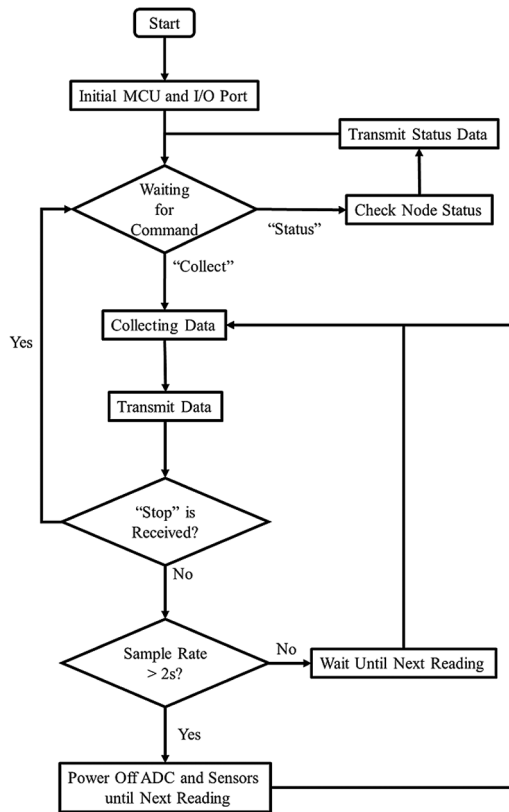 Start
Initial MCU and I/O Port
Transmit Status Data
Waiting
for
Command
Check Node Status
“Status”
“Collect”
Collecting Data
Yes
Transmit Data
“Stop” is
Received?
No
Sample Rate
> 2s?
No
Wait Until Next Reading
Yes
Power Off ADC and Sensors
until Next Reading